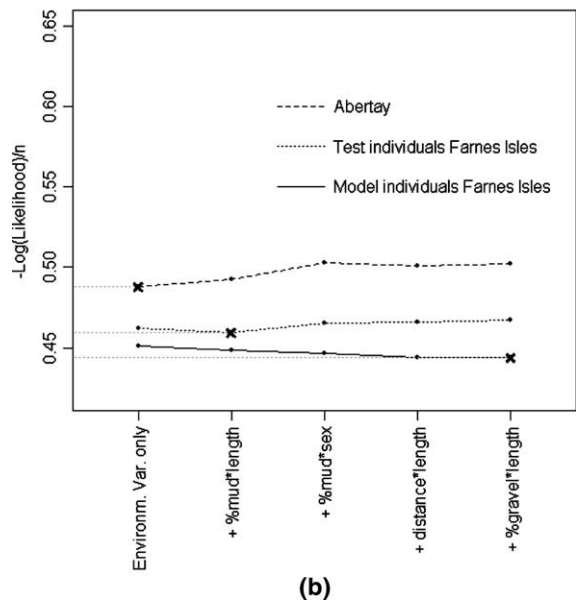 0.65
0.60
0.55
0.50
0.45
-Log(Likelihood)/n
Abertay
Test individuals Farnes Isles
Model individuals Farnes Isles
Environm. Var. only
+ %mud*length
+ %mud*sex
+ distance*length
+ %gravel*length
(b)